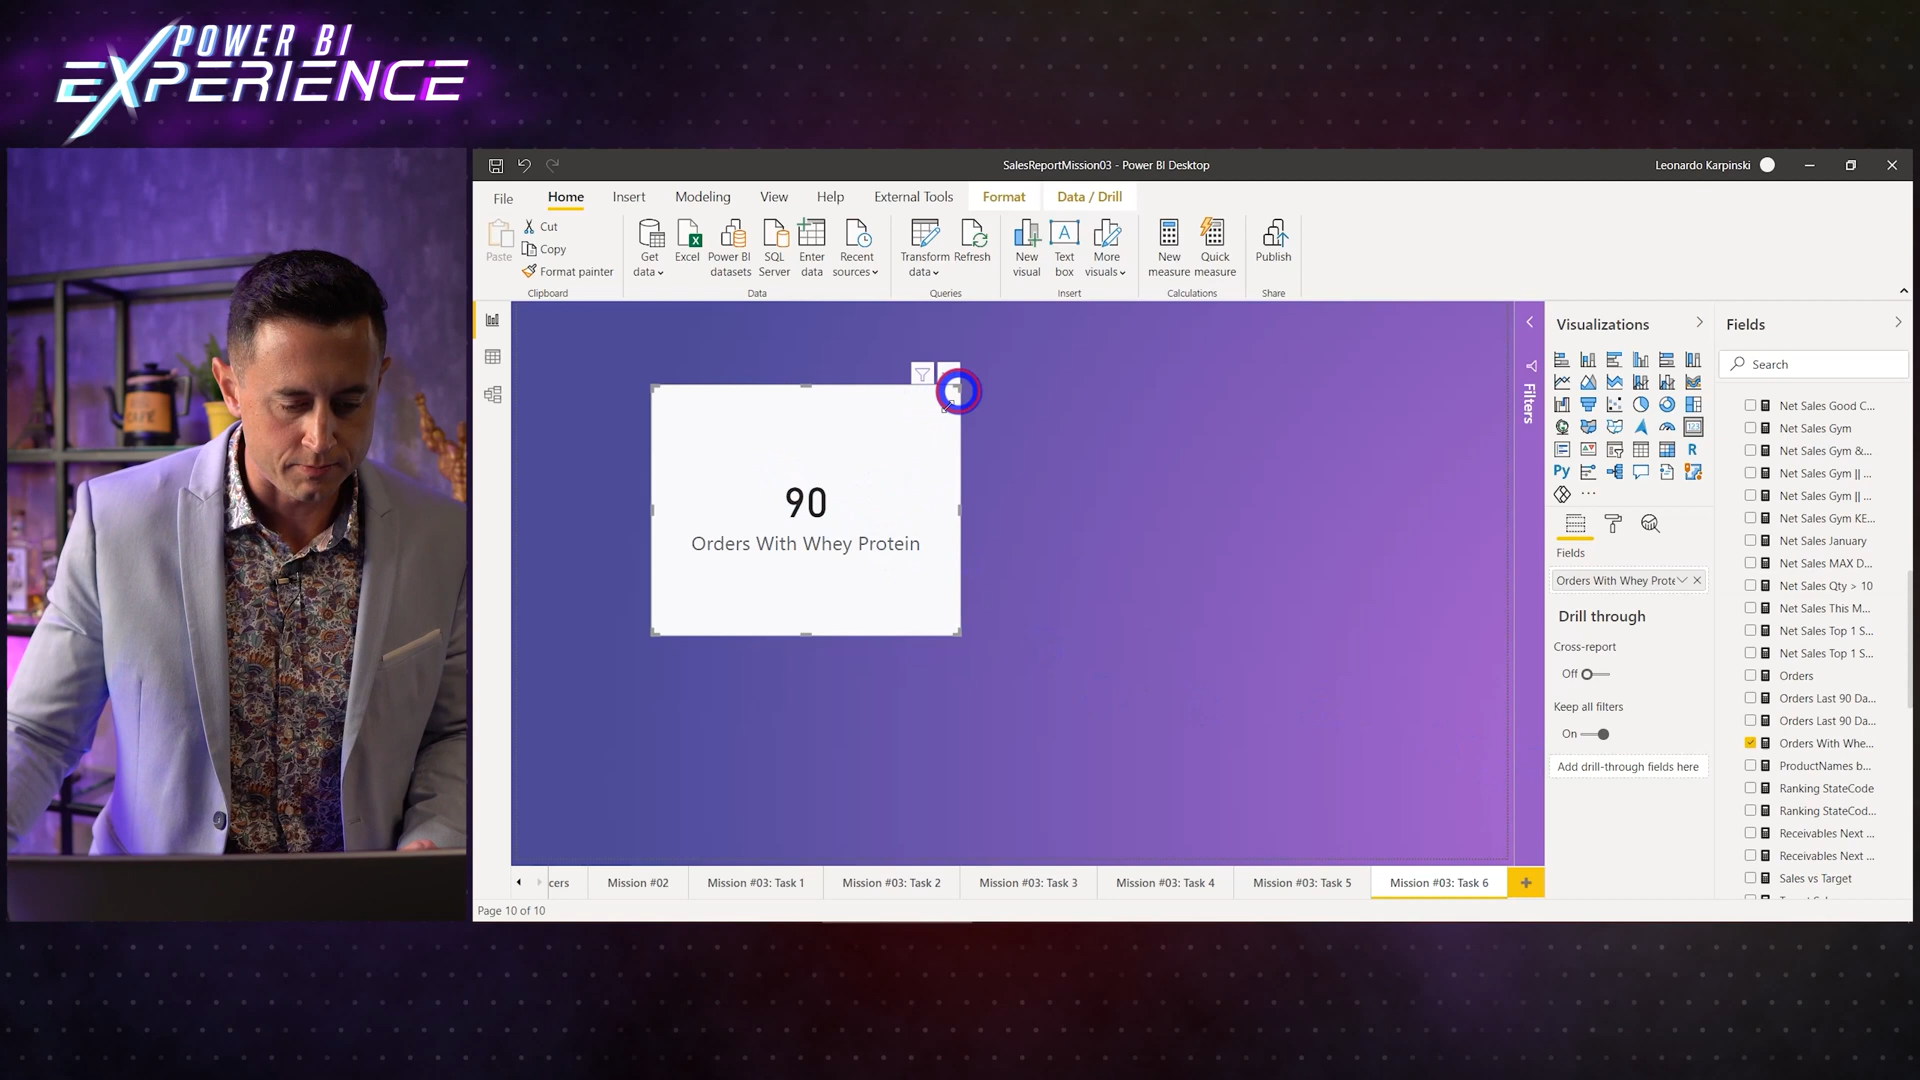 POWER BI
EXPERIENCE
SalesReportMission03 - Power BI Desktop
Leonardo Karpinski
File
Home
Insert
Modeling
View
Help
External Tools
Format
Data / Drill
Paste
Cut
Copy
Format painter
Clipboard
Get data
Excel
Power BI datasets
SQL Server
Enter data
Recent sources
Data
Transform data
Refresh
Queries
New visual
Text box
More visuals
Insert
New measure
Quick measure
Calculations
Publish
Share
CAFÉ
90
Orders With Whey Protein
Filters
Visualizations
123
R
Py
Fields
Orders With Whey Prote
Drill through
Cross-report
Off
Keep all filters
On
Add drill-through fields here
Fields
Search
Net Sales Good C...
Net Sales Gym
Net Sales Gym &...
Net Sales Gym || ...
Net Sales Gym || ...
Net Sales Gym KE...
Net Sales January
Net Sales MAX D...
Net Sales Qty > 10
Net Sales This M...
Net Sales Top 1 S...
Net Sales Top 1 S...
Orders
Orders Last 90 Da...
Orders Last 90 Da...
Orders With Whe...
ProductNames b...
Ranking StateCode
Ranking StateCod...
Receivables Next ...
Receivables Next ...
Sales vs Target
cers
Mission #02
Mission #03: Task 1
Mission #03: Task 2
Mission #03: Task 3
Mission #03: Task 4
Mission #03: Task 5
Mission #03: Task 6
Page 10 of 10